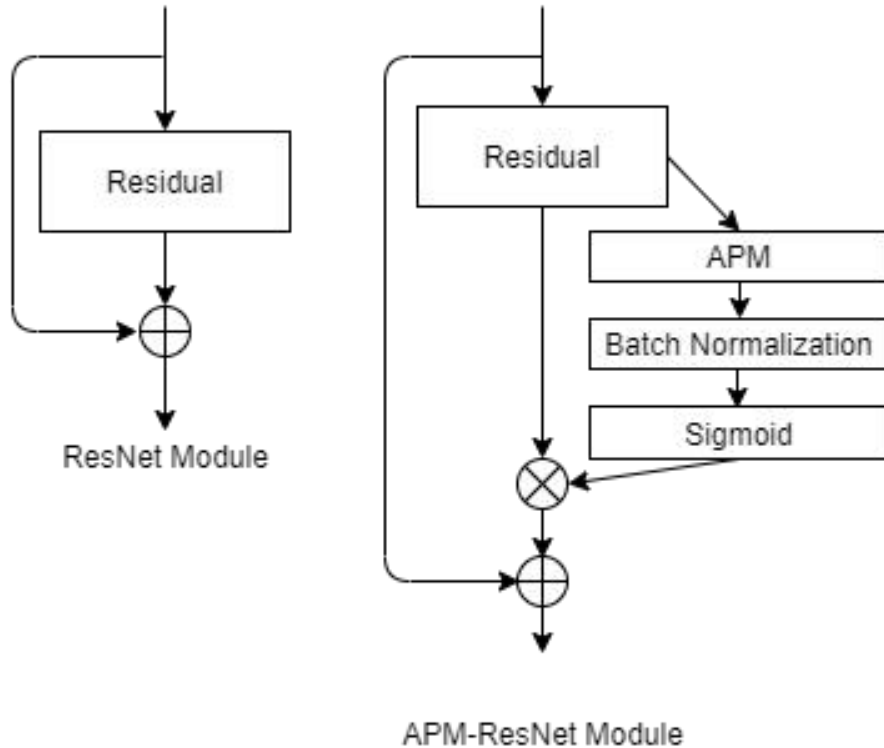 Residual
ResNet Module
Residual
APM
Batch Normalization
Sigmoid
APM-ResNet Module